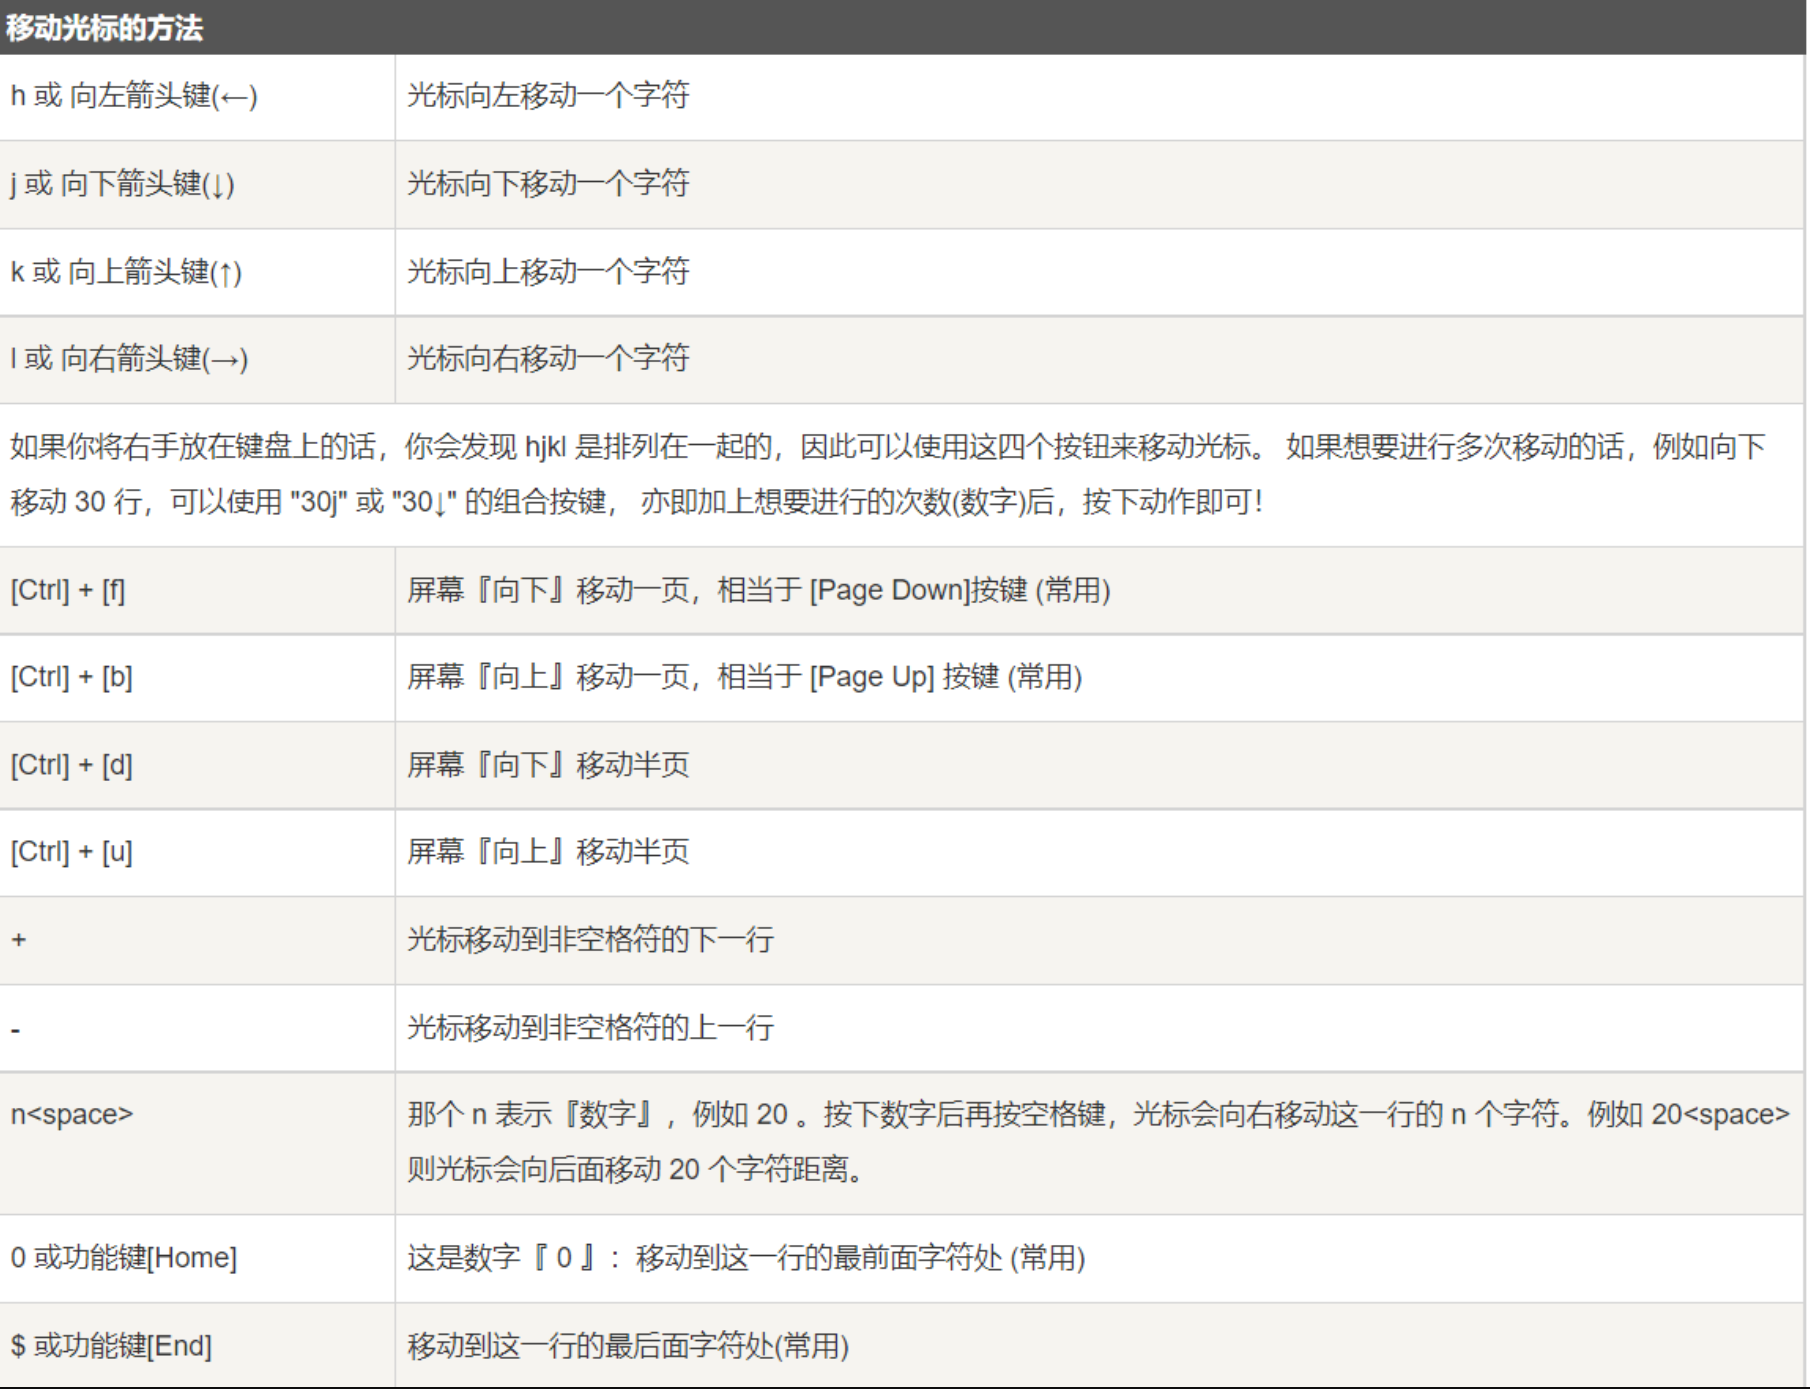 移动光标的方法
h 或 向左箭头键(←) 光标向左移动一个字符
j 或 向下箭头键(↓) 光标向下移动一个字符
k 或 向上箭头键(↑) 光标向上移动一个字符
l 或 向右箭头键(→) 光标向右移动一个字符
如果你将右手放在键盘上的话，你会发现 hjkl 是排列在一起的，因此可以使用这四个按钮来移动光标。 如果想要进行多次移动的话，例如向下
移动 30 行，可以使用 "30j" 或 "30↓" 的组合按键， 亦即加上想要进行的次数(数字)后，按下动作即可！
[Ctrl] + [f] 屏幕『向下』移动一页，相当于 [Page Down]按键 (常用)
[Ctrl] + [b] 屏幕『向上』移动一页，相当于 [Page Up] 按键 (常用)
[Ctrl] + [d] 屏幕『向下』移动半页
[Ctrl] + [u] 屏幕『向上』移动半页
+ 光标移动到非空格符的下一行
- 光标移动到非空格符的上一行
n<space> 那个 n 表示『数字』，例如 20 。按下数字后再按空格键，光标会向右移动这一行的 n 个字符。例如 20<space>
则光标会向后面移动 20 个字符距离。
0 或功能键[Home] 这是数字『 0 』：移动到这一行的最前面字符处 (常用)
$ 或功能键[End] 移动到这一行的最后面字符处(常用)